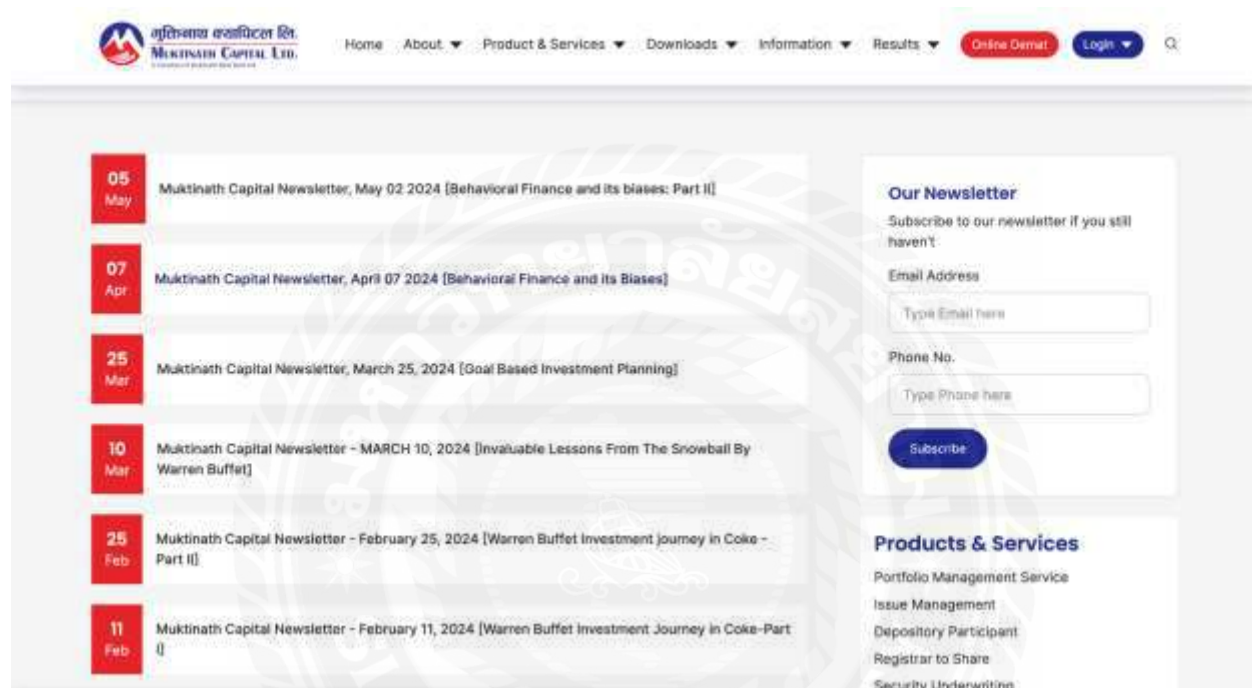 मुक्तिनाथ क्यापिटल लि.
MUKTINATH CAPITAL LTD.
Home About Product & Services Downloads Information Results Online Demat Login
05
May
Muktinath Capital Newsletter, May 02 2024 [Behavioral Finance and its biases: Part II]
07
Apr
Muktinath Capital Newsletter, April 07 2024 [Behavioral Finance and its Biases]
25
Mar
Muktinath Capital Newsletter, March 25, 2024 [Goal Based Investment Planning]
10
Mar
Muktinath Capital Newsletter - MARCH 10, 2024 [Invaluable Lessons From The Snowball By
Warren Buffet]
25
Feb
Muktinath Capital Newsletter - February 25, 2024 [Warren Buffet Investment journey in Coke -
Part II]
11
Feb
Muktinath Capital Newsletter - February 11, 2024 [Warren Buffet Investment Journey in Coke-Part
I]
Our Newsletter
Subscribe to our newsletter if you still
haven't
Email Address
Type Email here
Phone No.
Type Phone here
Subscribe
Products & Services
Portfolio Management Service
Issue Management
Depository Participant
Registrar to Share
Security Underwriting